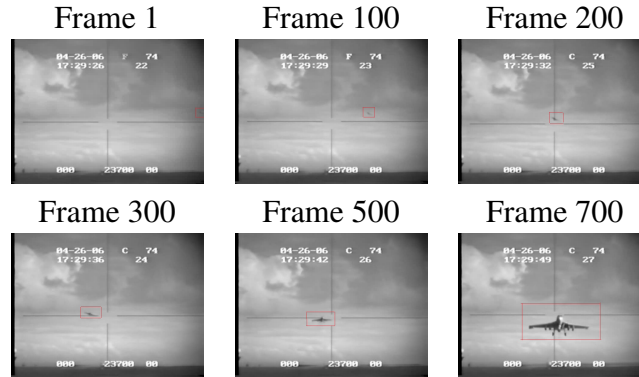 Frame 1
04-26-06 F 74
17:29:26 22
000 23700 00
Frame 100
04-26-06 F 74
17:29:29 23
000 23700 00
Frame 200
04-26-06 C 74
17:29:32 25
000 23700 00
Frame 300
04-26-06 C 74
17:29:36 24
000 23700 00
Frame 500
04-26-06 C 74
17:29:42 26
000 23700 00
Frame 700
04-26-06 C 74
17:29:49 27
000 23700 00